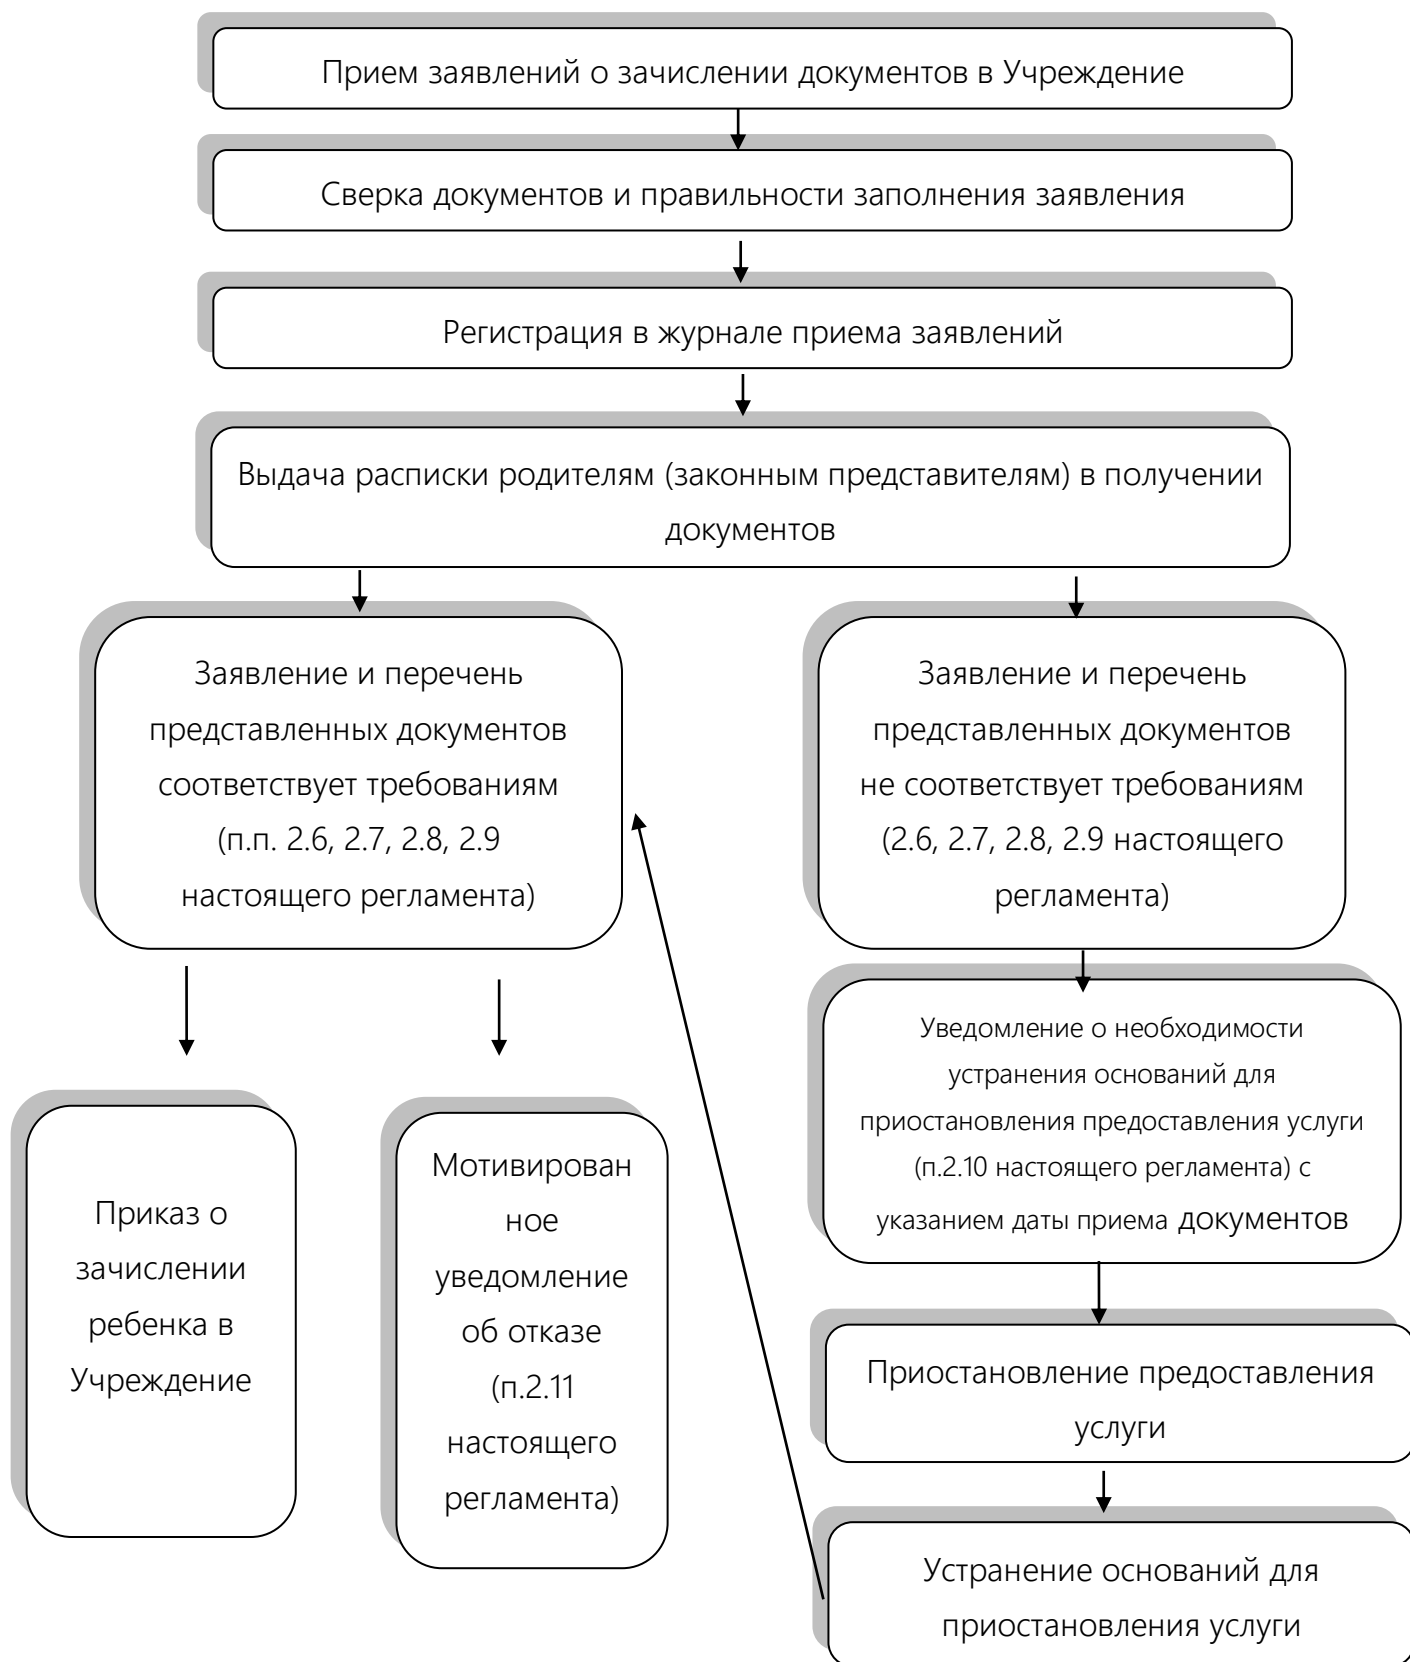 Прием заявлений о зачислении документов в Учреждение
Сверка документов и правильности заполнения заявления
Регистрация в журнале приема заявлений
Выдача расписки родителям (законным представителям) в получении
документов
Заявление и перечень
представленных документов
соответствует требованиям
(п.п. 2.6, 2.7, 2.8, 2.9
настоящего регламента)
Заявление и перечень
представленных документов
не соответствует требованиям
(2.6, 2.7, 2.8, 2.9 настоящего
регламента)
Уведомление о необходимости
устранения оснований для
приостановления предоставления услуги
(п.2.10 настоящего регламента) с
указанием даты приема документов
Приказ о
зачислении
ребенка в
Учреждение
Мотивирован
ное
уведомление
об отказе
(п.2.11
настоящего
регламента)
Приостановление предоставления
услуги
Устранение оснований для
приостановления услуги